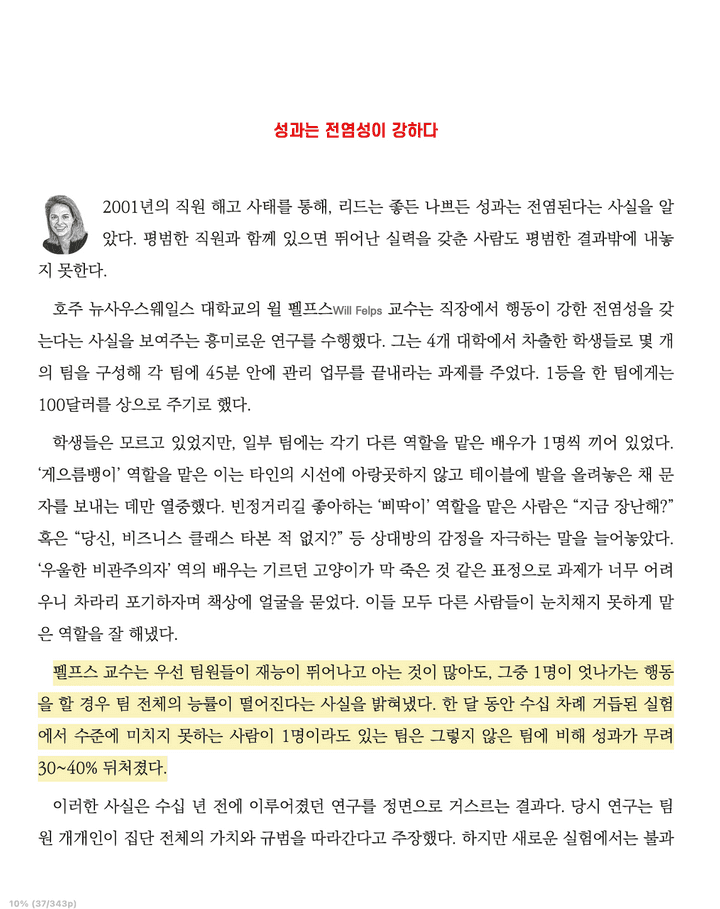 성과는 전염성이 강하다
2001년의 직원 해고 사태를 통해, 리드는 좋든 나쁘든 성과는 전염된다는 사실을 알
았다. 평범한 직원과 함께 있으면 뛰어난 실력을 갖춘 사람도 평범한 결과밖에 내놓
지 못한다.
호주 뉴사우스웨일스 대학교의 윌 펠프스Will Felps 교수는 직장에서 행동이 강한 전염성을 갖
는다는 사실을 보여주는 흥미로운 연구를 수행했다. 그는 4개 대학에서 차출한 학생들로 몇 개
의 팀을 구성해 각 팀에 45분 안에 관리 업무를 끝내라는 과제를 주었다. 1등을 한 팀에게는
100달러를 상으로 주기로 했다.
학생들은 모르고 있었지만, 일부 팀에는 각기 다른 역할을 맡은 배우가 1명씩 끼어 있었다.
‘게으름뱅이’ 역할을 맡은 이는 타인의 시선에 아랑곳하지 않고 테이블에 발을 올려놓은 채 문
자를 보내는 데만 열중했다. 빈정거리길 좋아하는 ‘삐딱이’ 역할을 맡은 사람은 “지금 장난해?”
혹은 “당신, 비즈니스 클래스 타본 적 없지?” 등 상대방의 감정을 자극하는 말을 늘어놓았다.
‘우울한 비관주의자’ 역의 배우는 기르던 고양이가 막 죽은 것 같은 표정으로 과제가 너무 어려
우니 차라리 포기하자며 책상에 얼굴을 묻었다. 이들 모두 다른 사람들이 눈치채지 못하게 맡
은 역할을 잘 해냈다.
펠프스 교수는 우선 팀원들이 재능이 뛰어나고 아는 것이 많아도, 그중 1명이 엇나가는 행동
을 할 경우 팀 전체의 능률이 떨어진다는 사실을 밝혀냈다. 한 달 동안 수십 차례 거듭된 실험
에서 수준에 미치지 못하는 사람이 1명이라도 있는 팀은 그렇지 않은 팀에 비해 성과가 무려
30~40% 뒤처졌다.
이러한 사실은 수십 년 전에 이루어졌던 연구를 정면으로 거스르는 결과다. 당시 연구는 팀
원 개개인이 집단 전체의 가치와 규범을 따라간다고 주장했다. 하지만 새로운 실험에서는 불과
10% (37/343p)